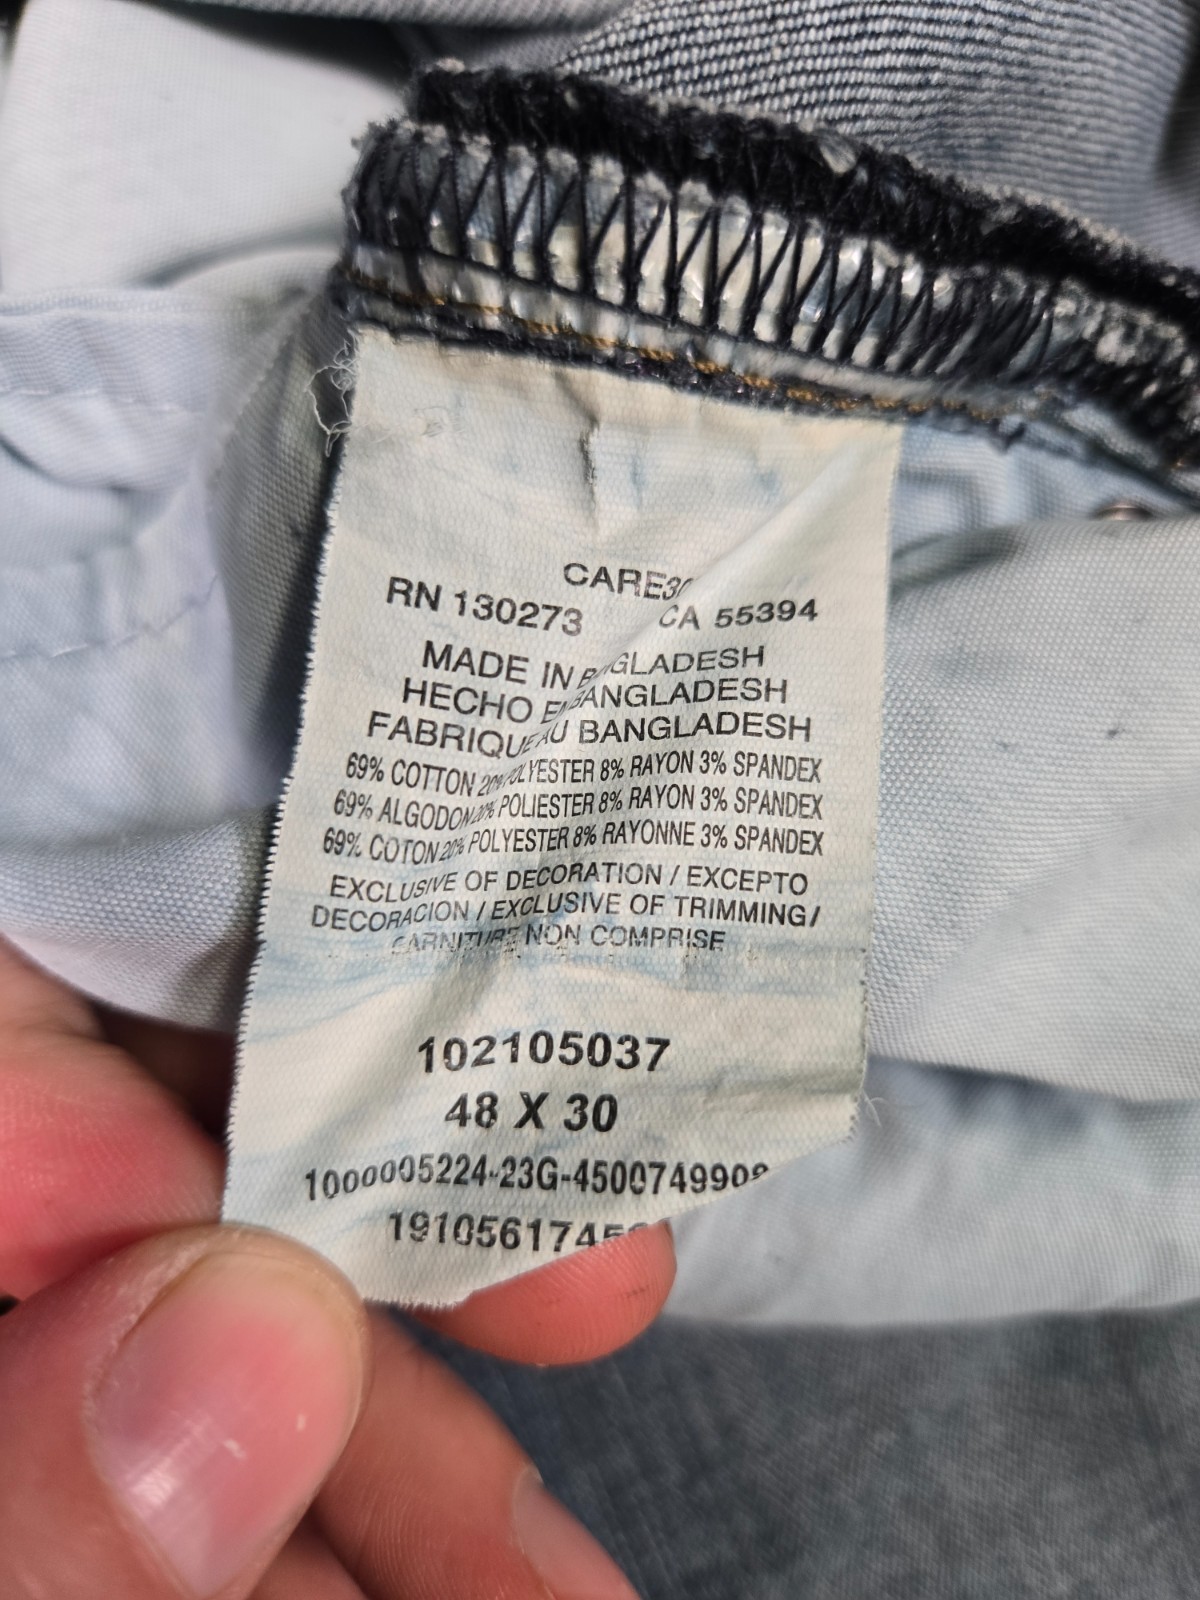 CARE30
RN 130273 CA 55394
MADE IN BANGLADESH
HECHO EN BANGLADESH
FABRIQUE AU BANGLADESH
69% COTTON 20% POLYESTER 8% RAYON 3% SPANDEX
69% ALGODON 20% POLIESTER 8% RAYON 3% SPANDEX
69% COTON 20% POLYESTER 8% RAYONNE 3% SPANDEX
EXCLUSIVE OF DECORATION / EXCEPTO
DECORACION / EXCLUSIVE OF TRIMMING/
GARNITURE NON COMPRISE
102105037
48 X 30